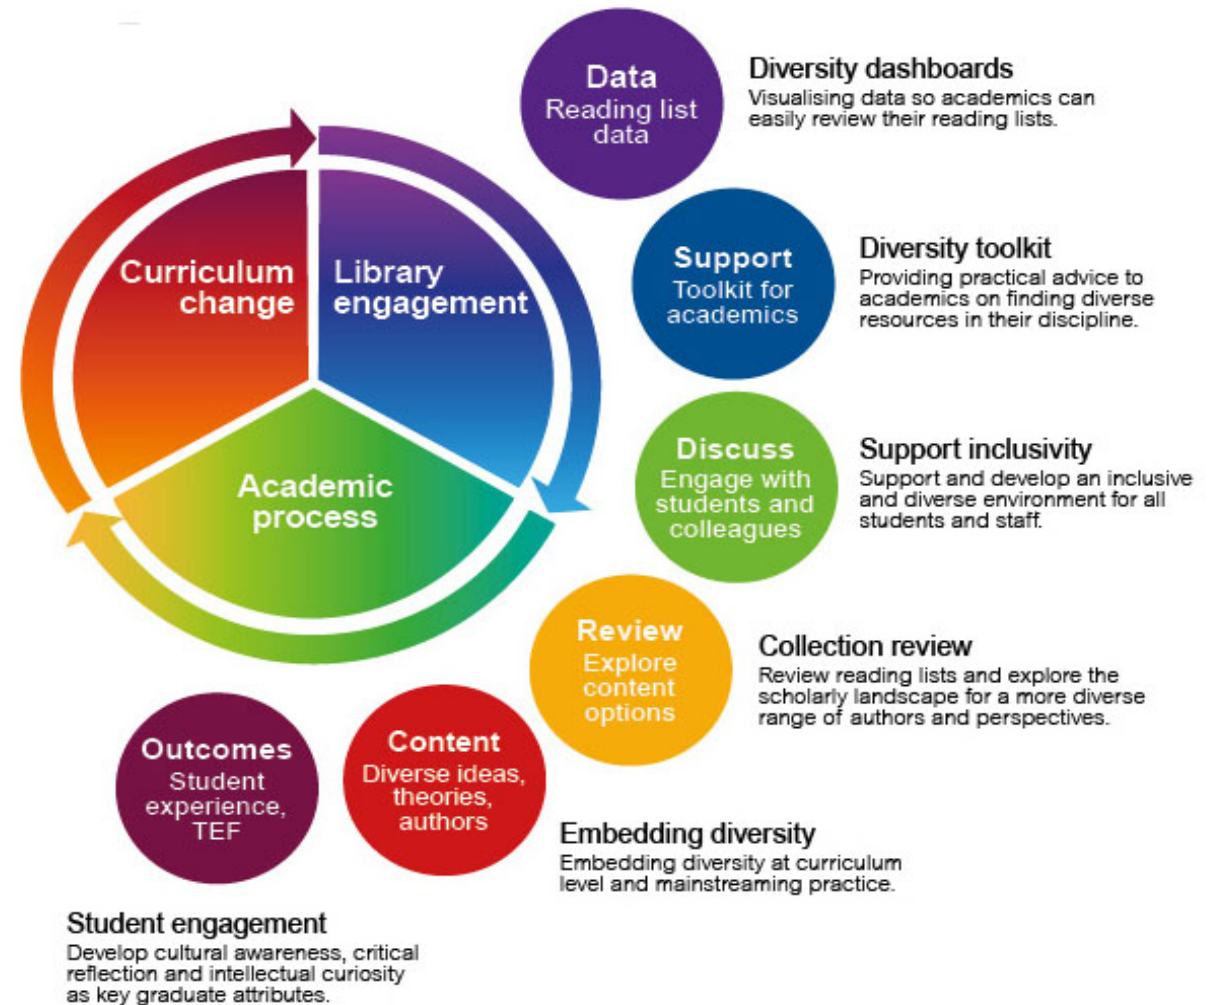 Data
Reading list
data
Diversity dashboards
Visualising data so academics can
easily review their reading lists.
Curriculum
change
Library
engagement
Academic
process
Support
Toolkit for
academics
Diversity toolkit
Providing practical advice to
academics on finding diverse
resources in their discipline.
Discuss
Engage with
students and
colleagues
Support inclusivity
Support and develop an inclusive
and diverse environment for all
students and staff.
Review
Explore
content
options
Collection review
Review reading lists and explore the
scholarly landscape for a more diverse
range of authors and perspectives.
Content
Diverse ideas,
theories,
authors
Embedding diversity
Embedding diversity at curriculum
level and mainstreaming practice.
Outcomes
Student
experience,
TEF
Student engagement
Develop cultural awareness, critical
reflection and intellectual curiosity
as key graduate attributes.